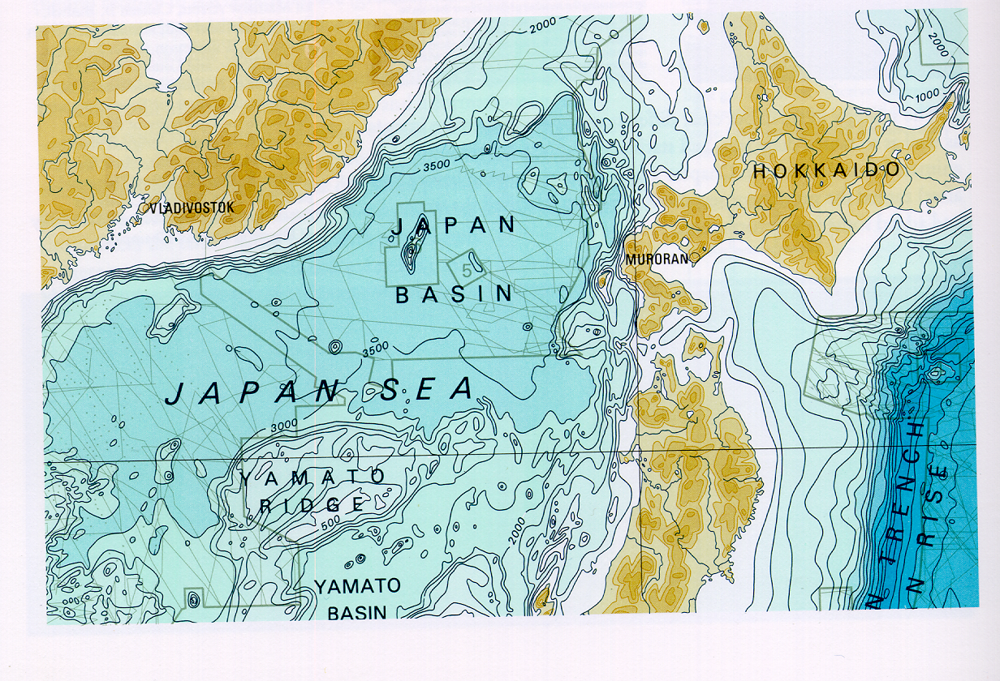 2000
2000
1000
HOKKAIDO
3500
VLADIVOSTOK
JAPAN
BASIN
5
MURORAN
3500
JAPAN SEA
3000
YAMATO
RIDGE
500
2000
YAMATO
BASIN
N TRENCH
N RISE